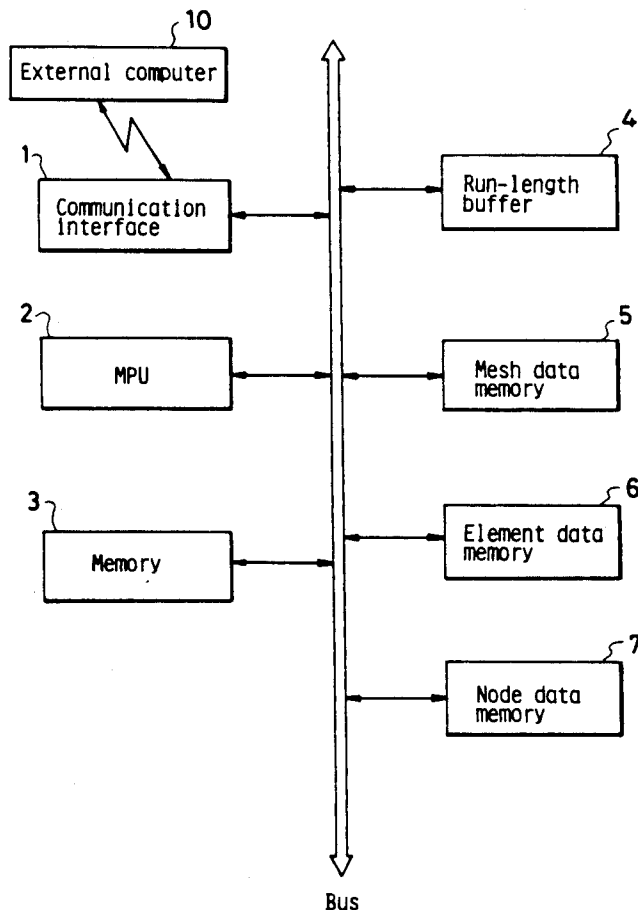 10
External computer
1
Communication
interface
4
Run-length
buffer
2
MPU
5
Mesh data
memory
3
Memory
6
Element data
memory
7
Node data
memory
Bus